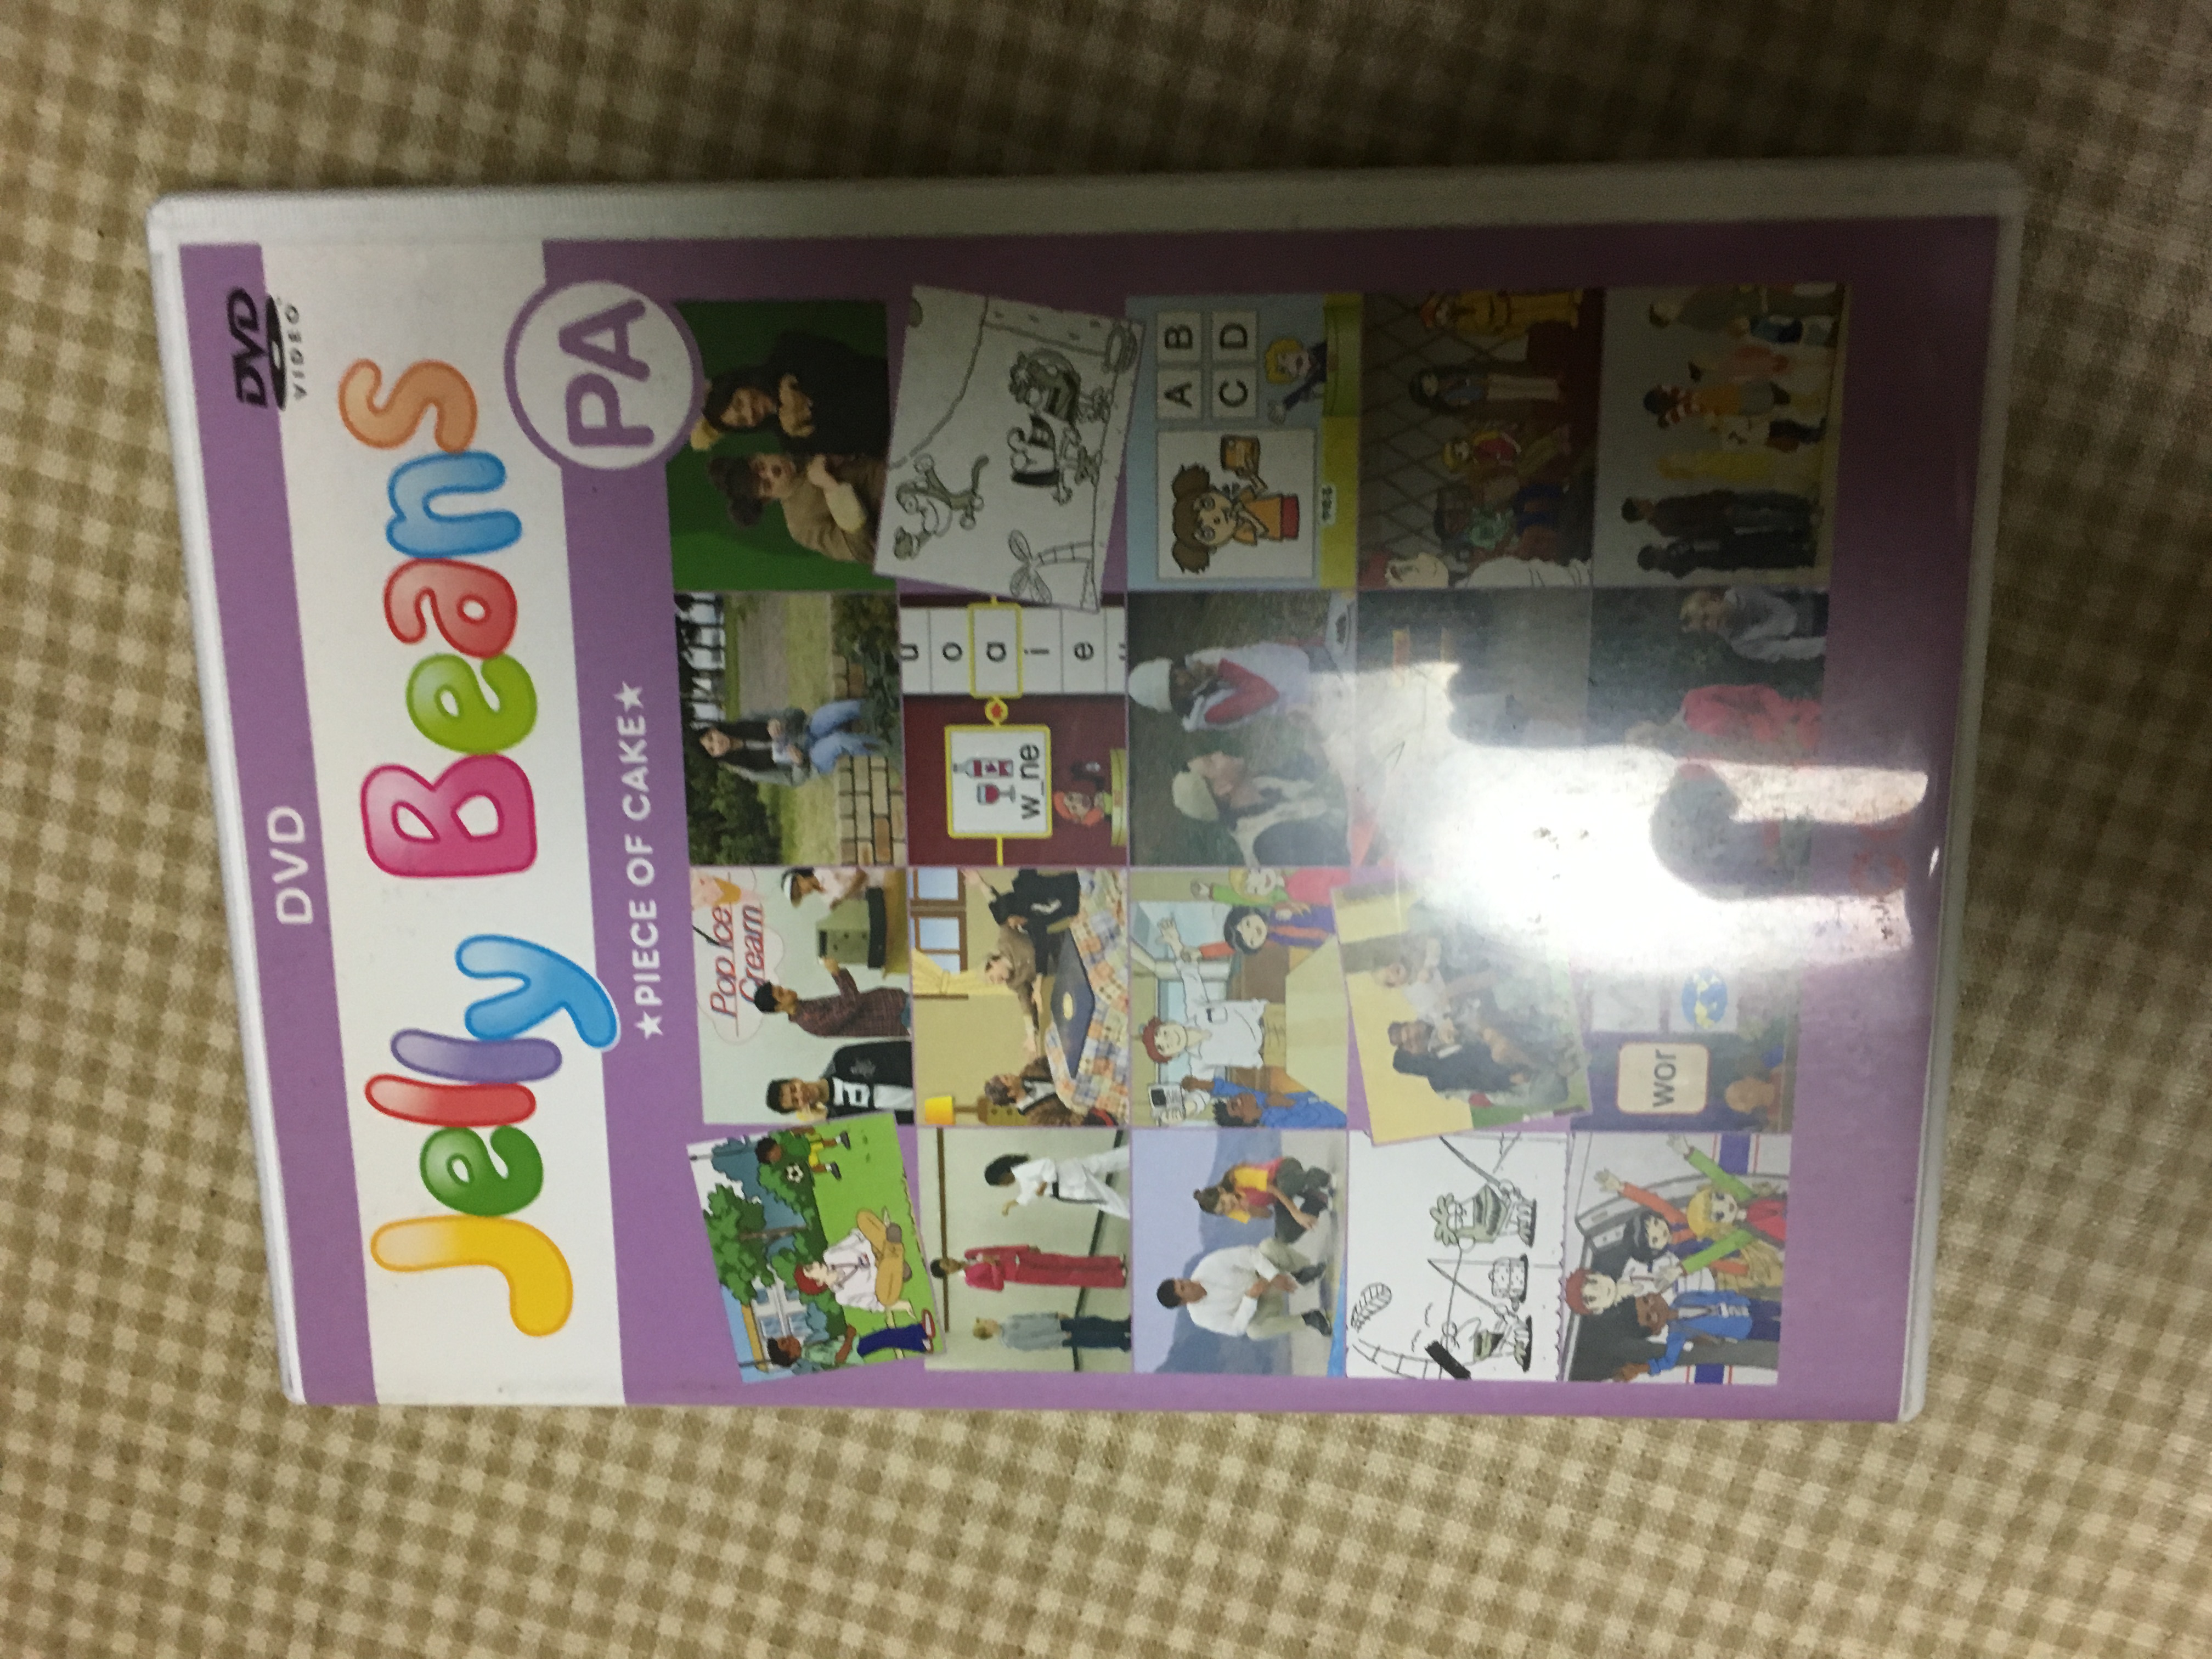 DVD
DVD
VIDEO
Jelly Beans
PA
★PIECE OF CAKE★
Pop Ice
Cream
w_ne
u
o
a
i
e
A B
C D
wor